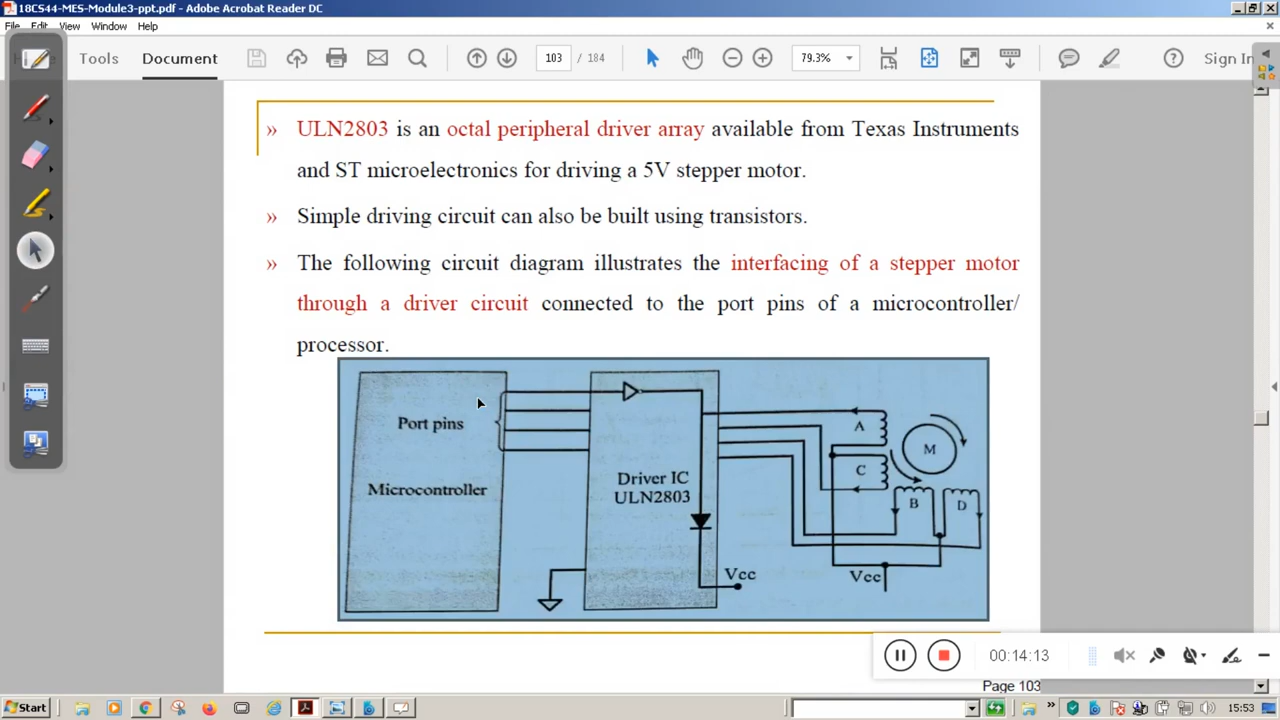 18CS44-MES-Module3-ppt.pdf - Adobe Acrobat Reader DC
File Edit View Window Help
Tools Document 103 / 184 79.3% Sign In
» ULN2803 is an octal peripheral driver array available from Texas Instruments
and ST microelectronics for driving a 5V stepper motor.
» Simple driving circuit can also be built using transistors.
» The following circuit diagram illustrates the interfacing of a stepper motor
through a driver circuit connected to the port pins of a microcontroller/
processor.
Port pins
Microcontroller
Driver IC
ULN2803
Vcc
A
C
M
B
D
Vcc
00:14:13
Page 103
Start
15:53